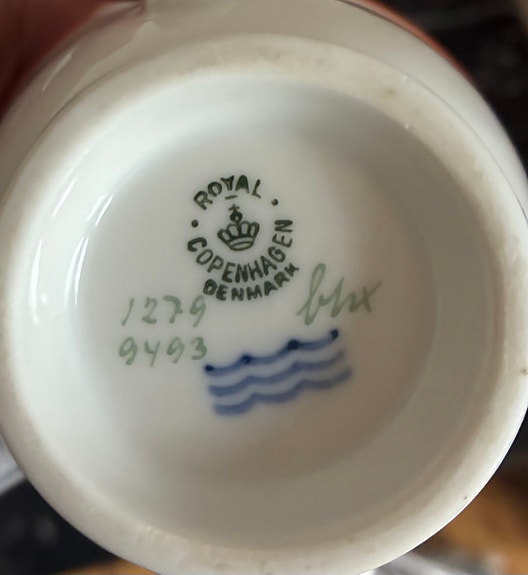 ROYAL
COPENHAGEN
DENMARK
1279
9493